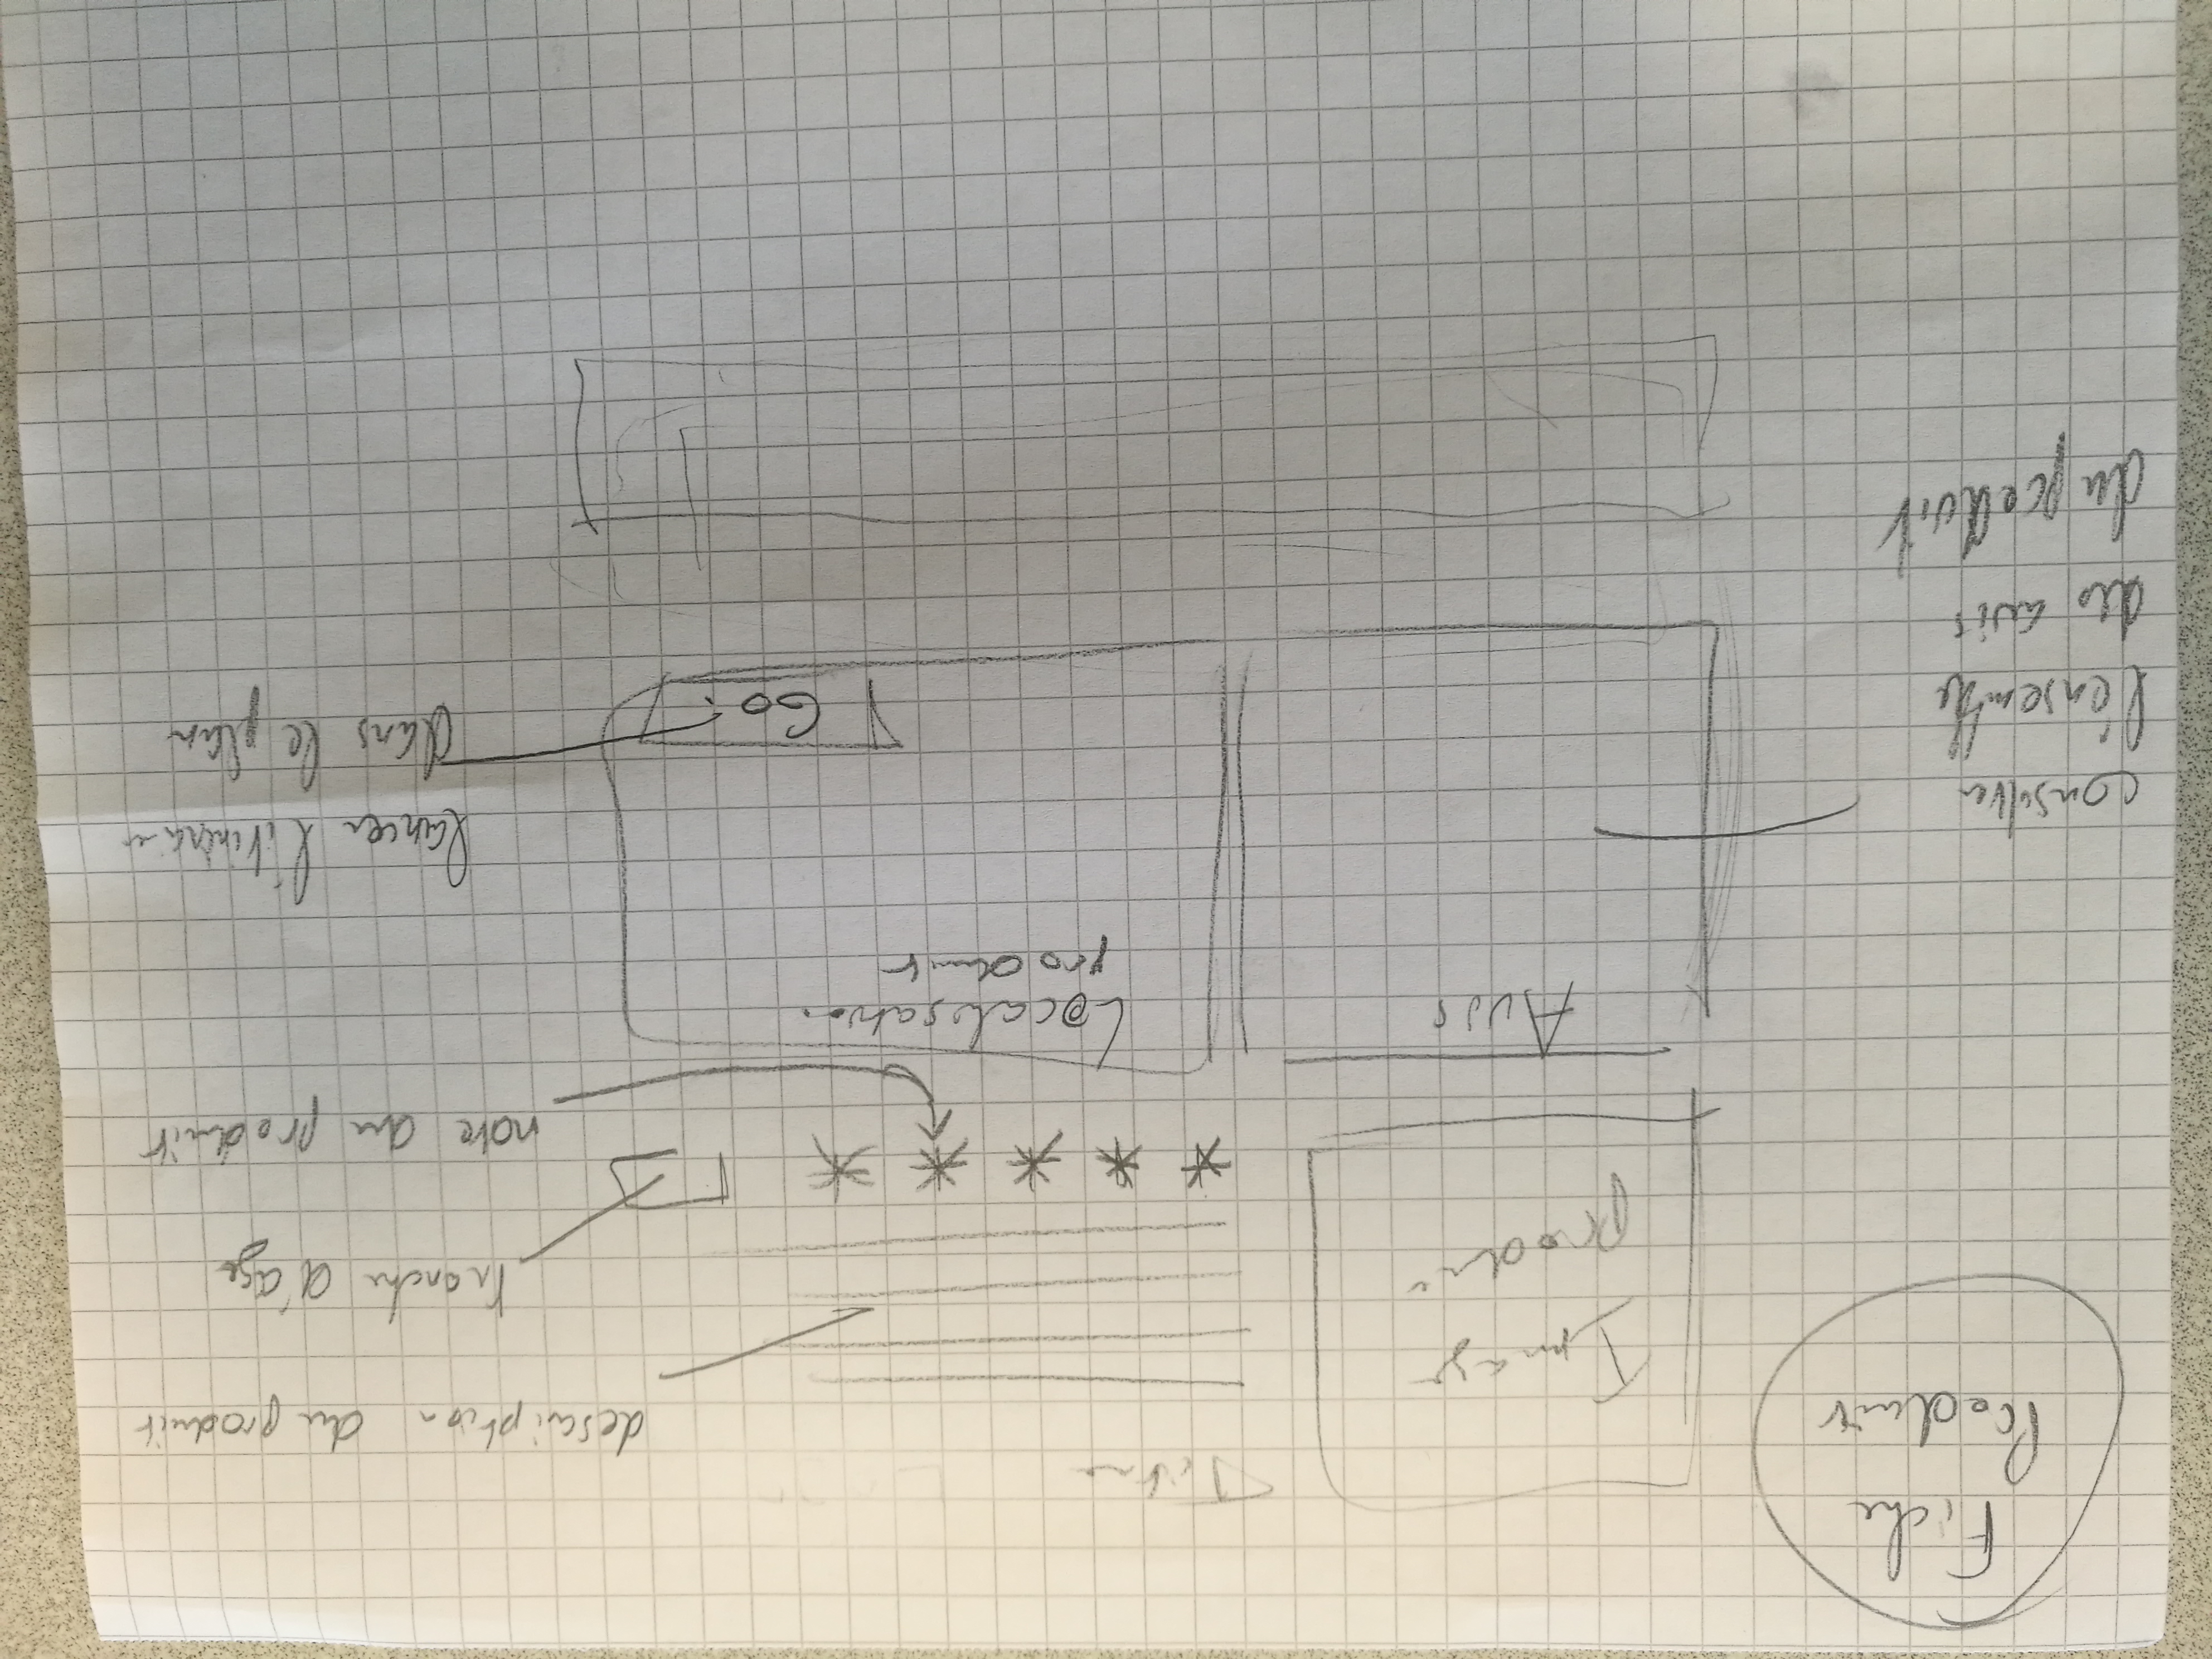 Fiche
Produit
Titre
Image
produit
description du produit
tranche d'âge
note du produit
Avis
Localisation
produit
consulter
l'ensemble
des avis
du produit
Go!
lancer l'itinéraire
dans le plan